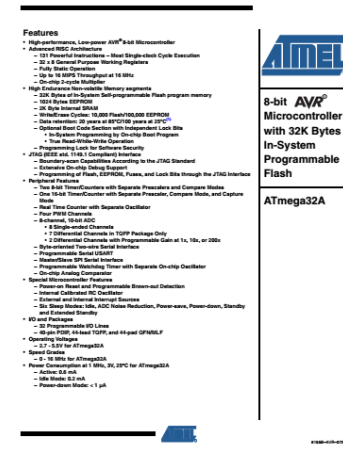 Features
• High-performance, Low-power AVR® 8-bit Microcontroller
• Advanced RISC Architecture
– 131 Powerful Instructions – Most Single-clock Cycle Execution
– 32 x 8 General Purpose Working Registers
– Fully Static Operation
– Up to 16 MIPS Throughput at 16 MHz
– On-chip 2-cycle Multiplier
• High Endurance Non-volatile Memory segments
– 32K Bytes of In-System Self-programmable Flash program memory
– 1024 Bytes EEPROM
– 2K Byte Internal SRAM
– Write/Erase Cycles: 10,000 Flash/100,000 EEPROM
– Data retention: 20 years at 85°C/100 years at 25°C(1)
– Optional Boot Code Section with Independent Lock Bits
• In-System Programming by On-chip Boot Program
• True Read-While-Write Operation
– Programming Lock for Software Security
• JTAG (IEEE std. 1149.1 Compliant) Interface
– Boundary-scan Capabilities According to the JTAG Standard
– Extensive On-chip Debug Support
– Programming of Flash, EEPROM, Fuses, and Lock Bits through the JTAG Interface
• Peripheral Features
– Two 8-bit Timer/Counters with Separate Prescalers and Compare Modes
– One 16-bit Timer/Counter with Separate Prescaler, Compare Mode, and Capture
Mode
– Real Time Counter with Separate Oscillator
– Four PWM Channels
– 8-channel, 10-bit ADC
• 8 Single-ended Channels
• 7 Differential Channels in TQFP Package Only
• 2 Differential Channels with Programmable Gain at 1x, 10x, or 200x
– Byte-oriented Two-wire Serial Interface
– Programmable Serial USART
– Master/Slave SPI Serial Interface
– Programmable Watchdog Timer with Separate On-chip Oscillator
– On-chip Analog Comparator
• Special Microcontroller Features
– Power-on Reset and Programmable Brown-out Detection
– Internal Calibrated RC Oscillator
– External and Internal Interrupt Sources
– Six Sleep Modes: Idle, ADC Noise Reduction, Power-save, Power-down, Standby
and Extended Standby
• I/O and Packages
– 32 Programmable I/O Lines
– 40-pin PDIP, 44-lead TQFP, and 44-pad QFN/MLF
• Operating Voltages
– 2.7 - 5.5V for ATmega32A
• Speed Grades
– 0 - 16 MHz for ATmega32A
• Power Consumption at 1 MHz, 3V, 25°C for ATmega32A
– Active: 0.6 mA
– Idle Mode: 0.2 mA
– Power-down Mode: < 1 µA
ATMEL
8-bit AVR®
Microcontroller
with 32K Bytes
In-System
Programmable
Flash
ATmega32A
ATMEL